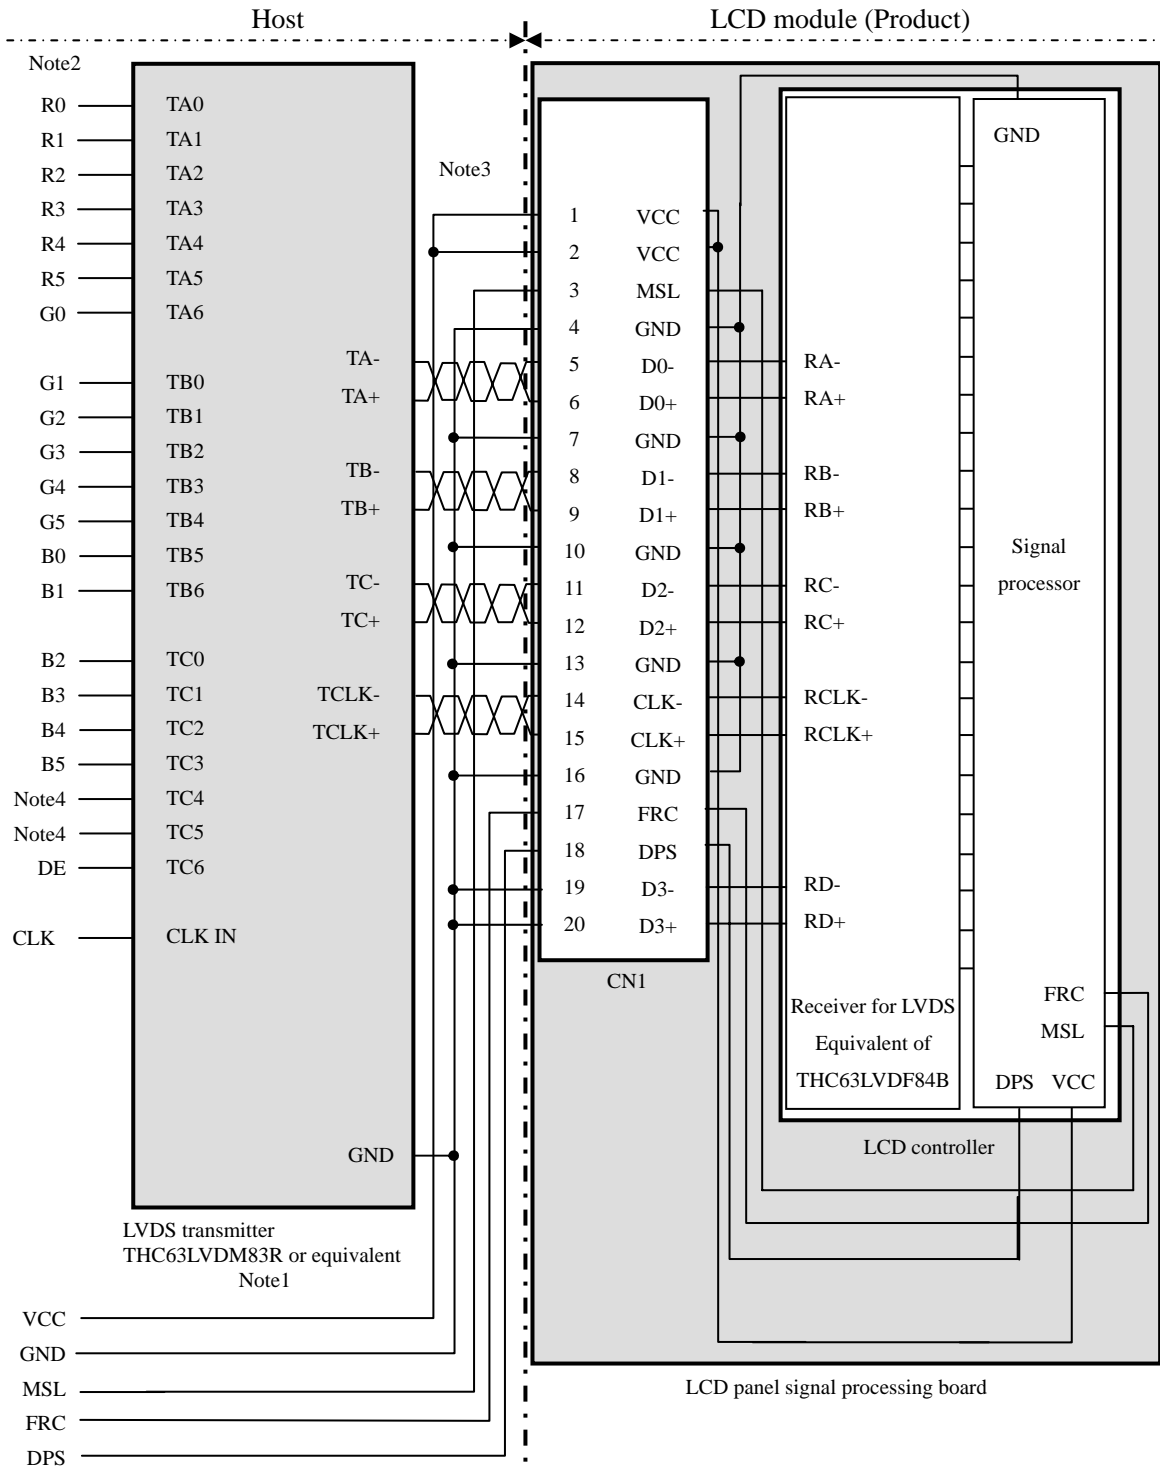 Host
LCD module (Product)
Note2
R0 TA0
R1 TA1
R2 TA2
R3 TA3
R4 TA4
R5 TA5
G0 TA6
G1 TB0
G2 TB1
G3 TB2
G4 TB3
G5 TB4
B0 TB5
B1 TB6
B2 TC0
B3 TC1
B4 TC2
B5 TC3
Note4 TC4
Note4 TC5
DE TC6
CLK CLK IN
TA-
TA+
TB-
TB+
TC-
TC+
TCLK-
TCLK+
GND
LVDS transmitter
THC63LVDM83R or equivalent
Note1
VCC
GND
MSL
FRC
DPS
Note3
1 VCC
2 VCC
3 MSL
4 GND
5 D0-
6 D0+
7 GND
8 D1-
9 D1+
10 GND
11 D2-
12 D2+
13 GND
14 CLK-
15 CLK+
16 GND
17 FRC
18 DPS
19 D3-
20 D3+
CN1
RA-
RA+
RB-
RB+
RC-
RC+
RCLK-
RCLK+
RD-
RD+
Receiver for LVDS
Equivalent of
THC63LVDF84B
GND
Signal
processor
FRC
MSL
DPS VCC
LCD controller
LCD panel signal processing board